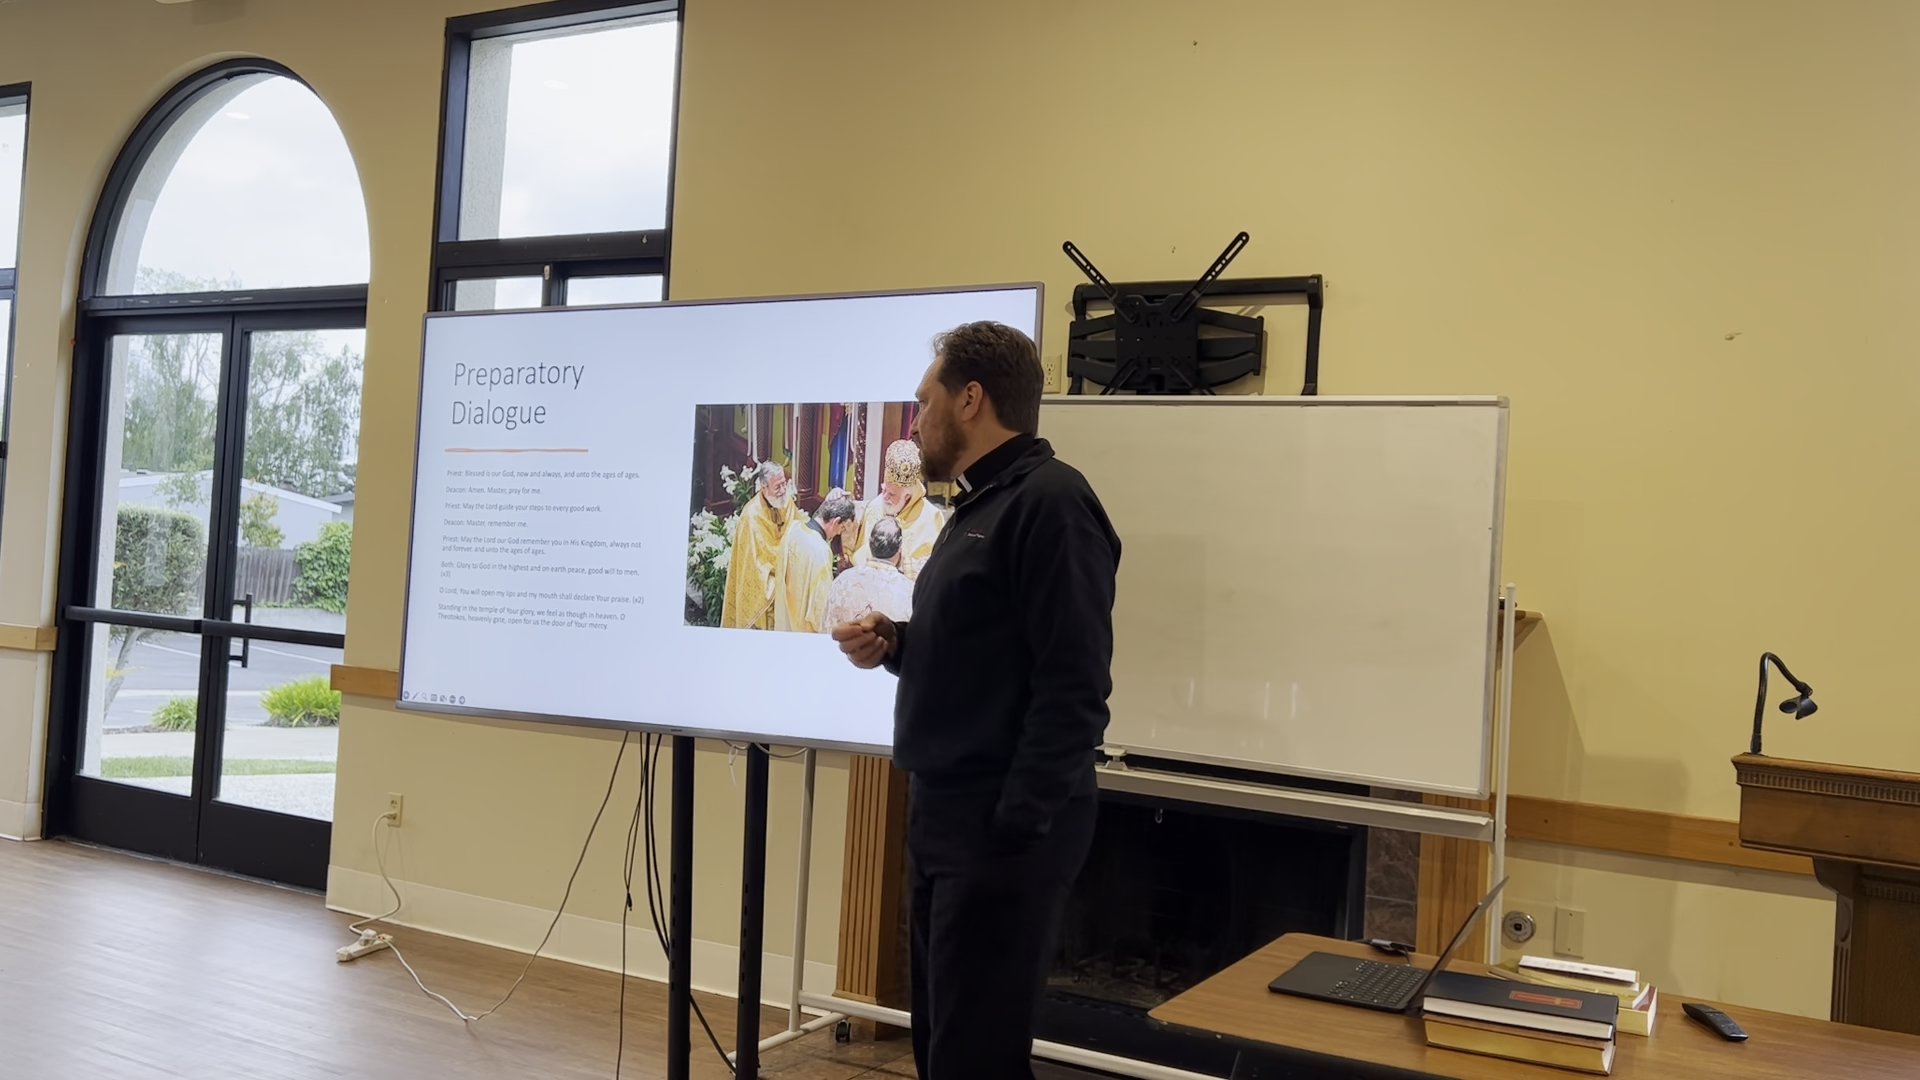 Preparatory
Dialogue
Priest: Blessed is our God, now and always, and unto the ages of ages.
Deacon: Amen. Master, pray for me.
Priest: May the Lord guide your steps to every good work.
Deacon: Master, remember me.
Priest: May the Lord our God remember you in His Kingdom, always now
and forever, and unto the ages of ages.
Both: Glory to God in the highest and on earth peace, good will to men.
(x3)
O Lord, You will open my lips and my mouth shall declare Your praise. (x2)
Standing in the temple of Your glory, we feel as though in heaven. O
Theotokos, heavenly gate, open for us the door of Your mercy.